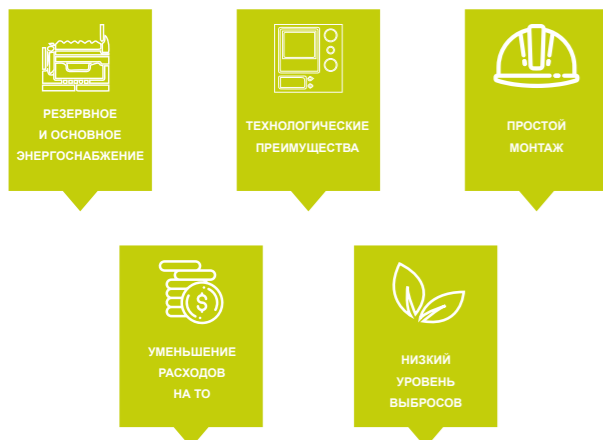 РЕЗЕРВНОЕ
И ОСНОВНОЕ
ЭНЕРГОСНАБЖЕНИЕ
ТЕХНОЛОГИЧЕСКИЕ
ПРЕИМУЩЕСТВА
ПРОСТОЙ
МОНТАЖ
$
УМЕНЬШЕНИЕ
РАСХОДОВ
НА ТО
НИЗКИЙ
УРОВЕНЬ
ВЫБРОСОВ